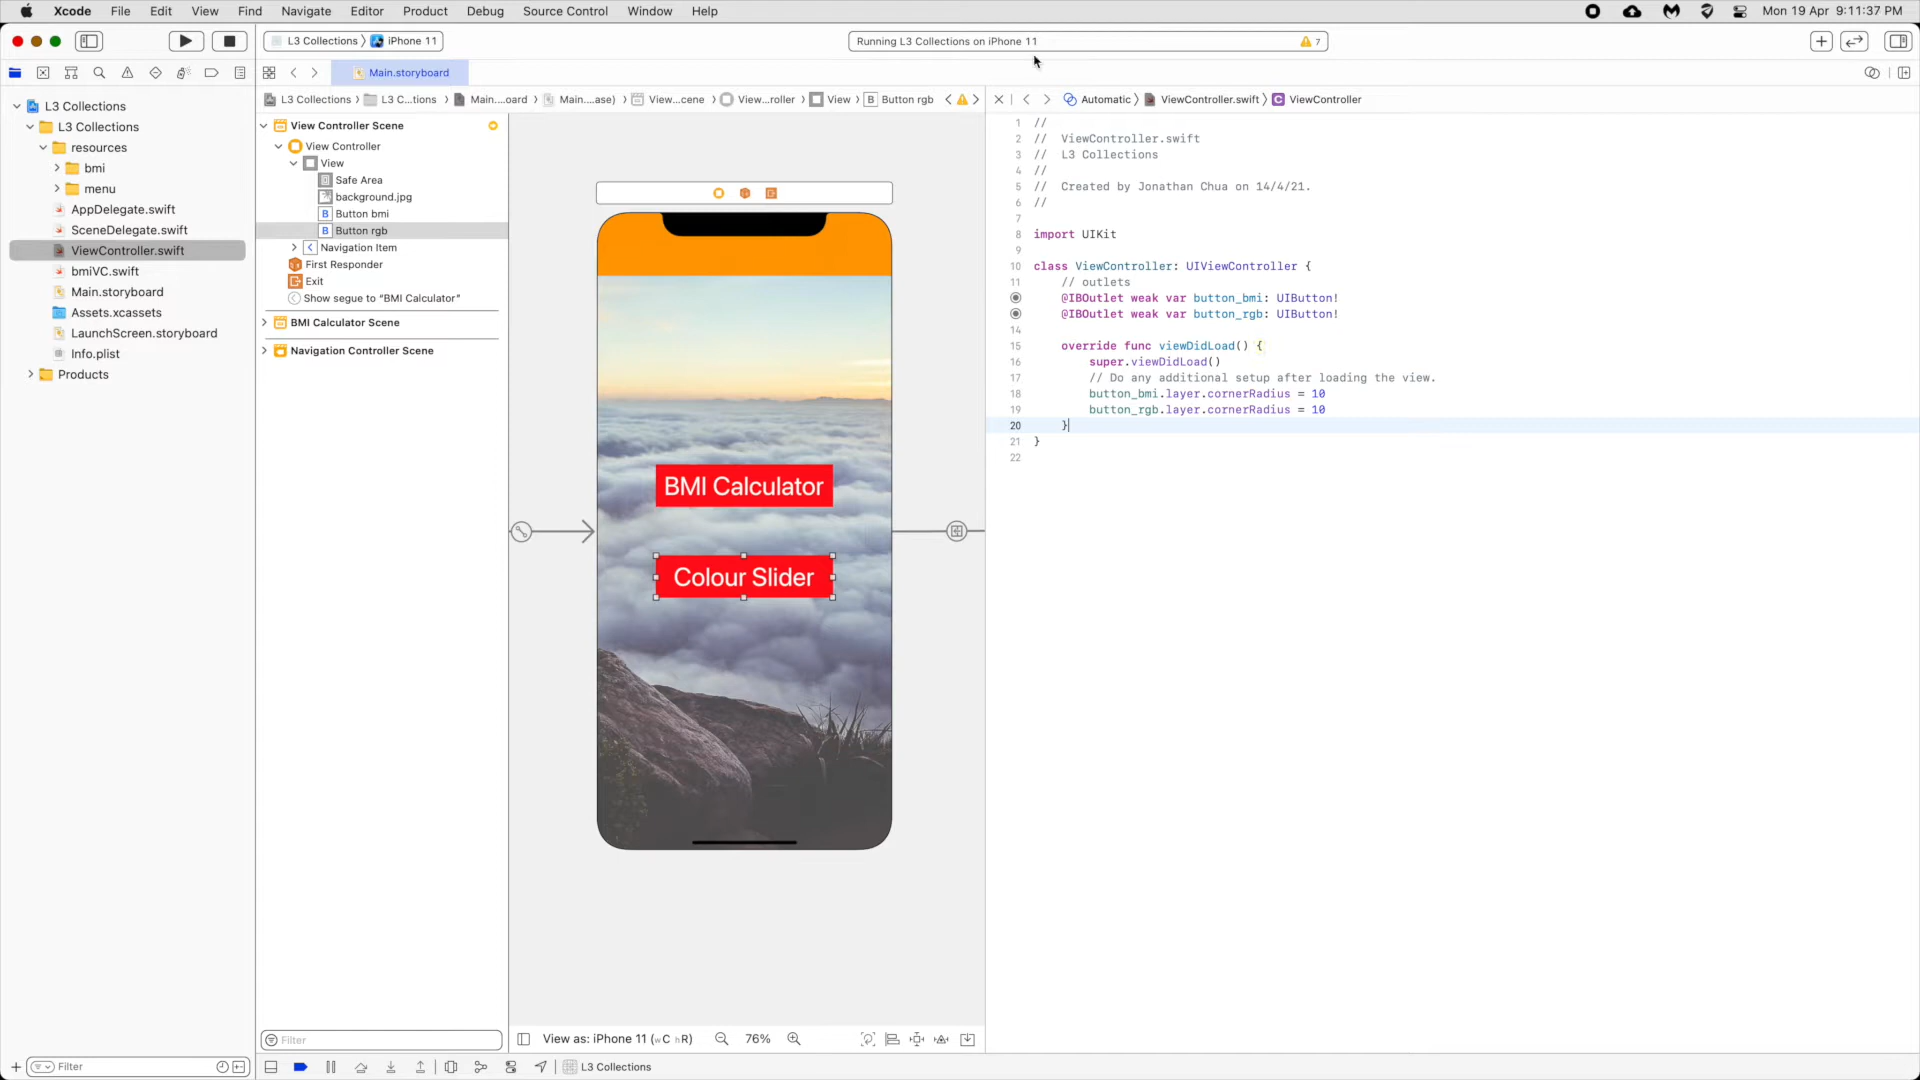 Xcode File Edit View Find Navigate Editor Product Debug Source Control Window Help Mon 19 Apr 9:11:37 PM
L3 Collections iPhone 11 Running L3 Collections on iPhone 11 7
Main.storyboard
L3 Collections
L3 Collections
resources
bmi
menu
AppDelegate.swift
SceneDelegate.swift
ViewController.swift
bmiVC.swift
Main.storyboard
Assets.xcassets
LaunchScreen.storyboard
Info.plist
Products
Filter
L3 Collections L3 C...tions Main....oard Main....ase) View...cene View...roller View B Button rgb
View Controller Scene
View Controller
View
Safe Area
background.jpg
B Button bmi
B Button rgb
Navigation Item
First Responder
Exit
Show segue to “BMI Calculator”
BMI Calculator Scene
Navigation Controller Scene
Filter
BMI Calculator
Colour Slider
View as: iPhone 11 (wC hR) 76%
L3 Collections
Automatic ViewController.swift C ViewController
1 //
2 // ViewController.swift
3 // L3 Collections
4 //
5 // Created by Jonathan Chua on 14/4/21.
6 //
7
8 import UIKit
9
10 class ViewController: UIViewController {
11 // outlets
@IBOutlet weak var button_bmi: UIButton!
@IBOutlet weak var button_rgb: UIButton!
14
15 override func viewDidLoad() {
16 super.viewDidLoad()
17 // Do any additional setup after loading the view.
18 button_bmi.layer.cornerRadius = 10
19 button_rgb.layer.cornerRadius = 10
20 }
21 }
22